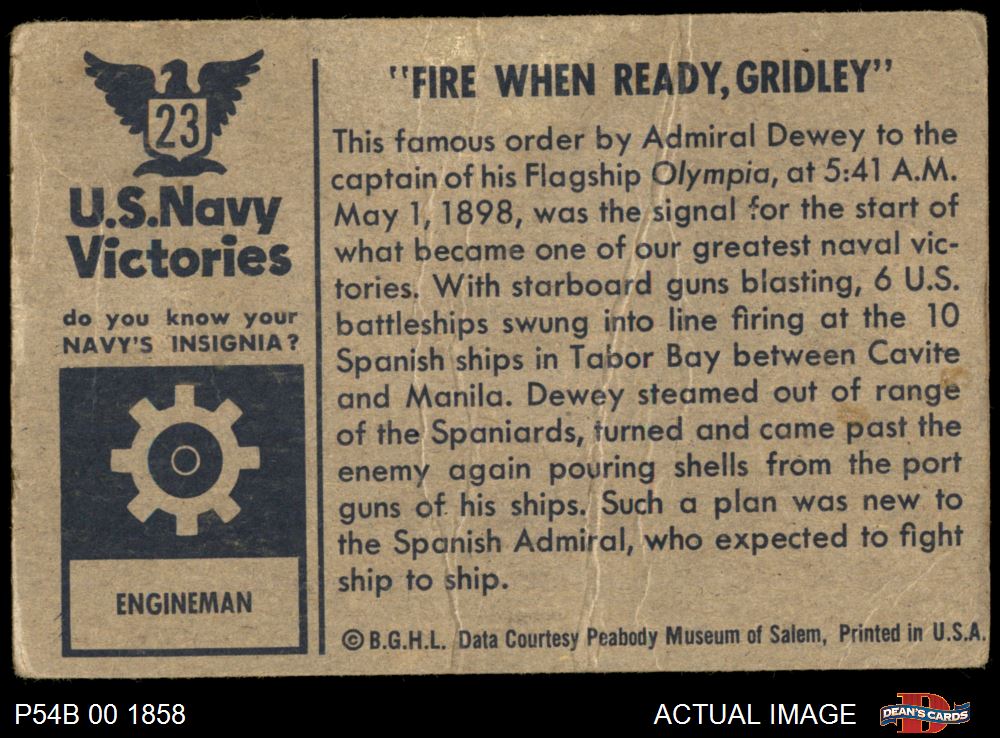 23
U.S.Navy
Victories
do you know your
NAVY'S INSIGNIA?
ENGINEMAN
"FIRE WHEN READY, GRIDLEY"
This famous order by Admiral Dewey to the
captain of his Flagship Olympia, at 5:41 A.M.
May 1, 1898, was the signal for the start of
what became one of our greatest naval vic-
tories. With starboard guns blasting, 6 U.S.
battleships swung into line firing at the 10
Spanish ships in Tabor Bay between Cavite
and Manila. Dewey steamed out of range
of the Spaniards, turned and came past the
enemy again pouring shells from the port
guns of his ships. Such a plan was new to
the Spanish Admiral, who expected to fight
ship to ship.
© B.G.H.L. Data Courtesy Peabody Museum of Salem, Printed in U.S.A.
P54B 00 1858
ACTUAL IMAGE
D
DEAN'S CARDS